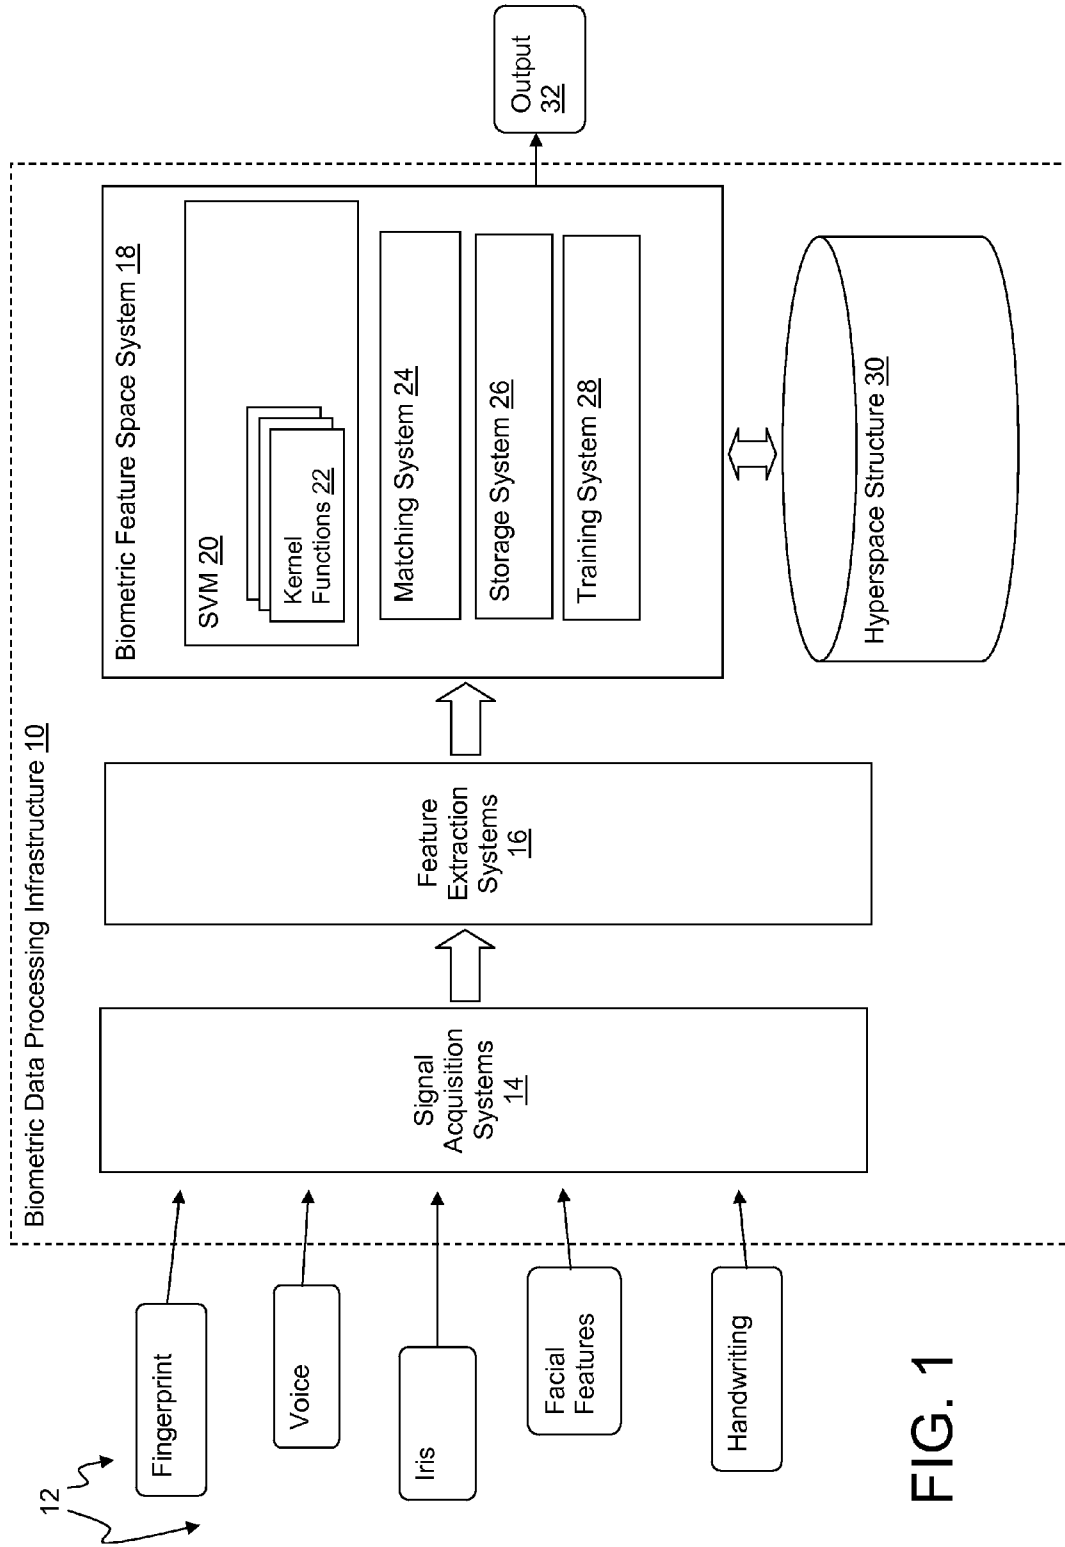 Biometric Data Processing Infrastructure 10
12
Fingerprint
Voice
Iris
Facial
Features
Handwriting
Signal
Acquisition
Systems
14
Feature
Extraction
Systems
16
Biometric Feature Space System 18
SVM 20
Kernel
Functions 22
Matching System 24
Storage System 26
Training System 28
Hyperspace Structure 30
Output
32
FIG. 1